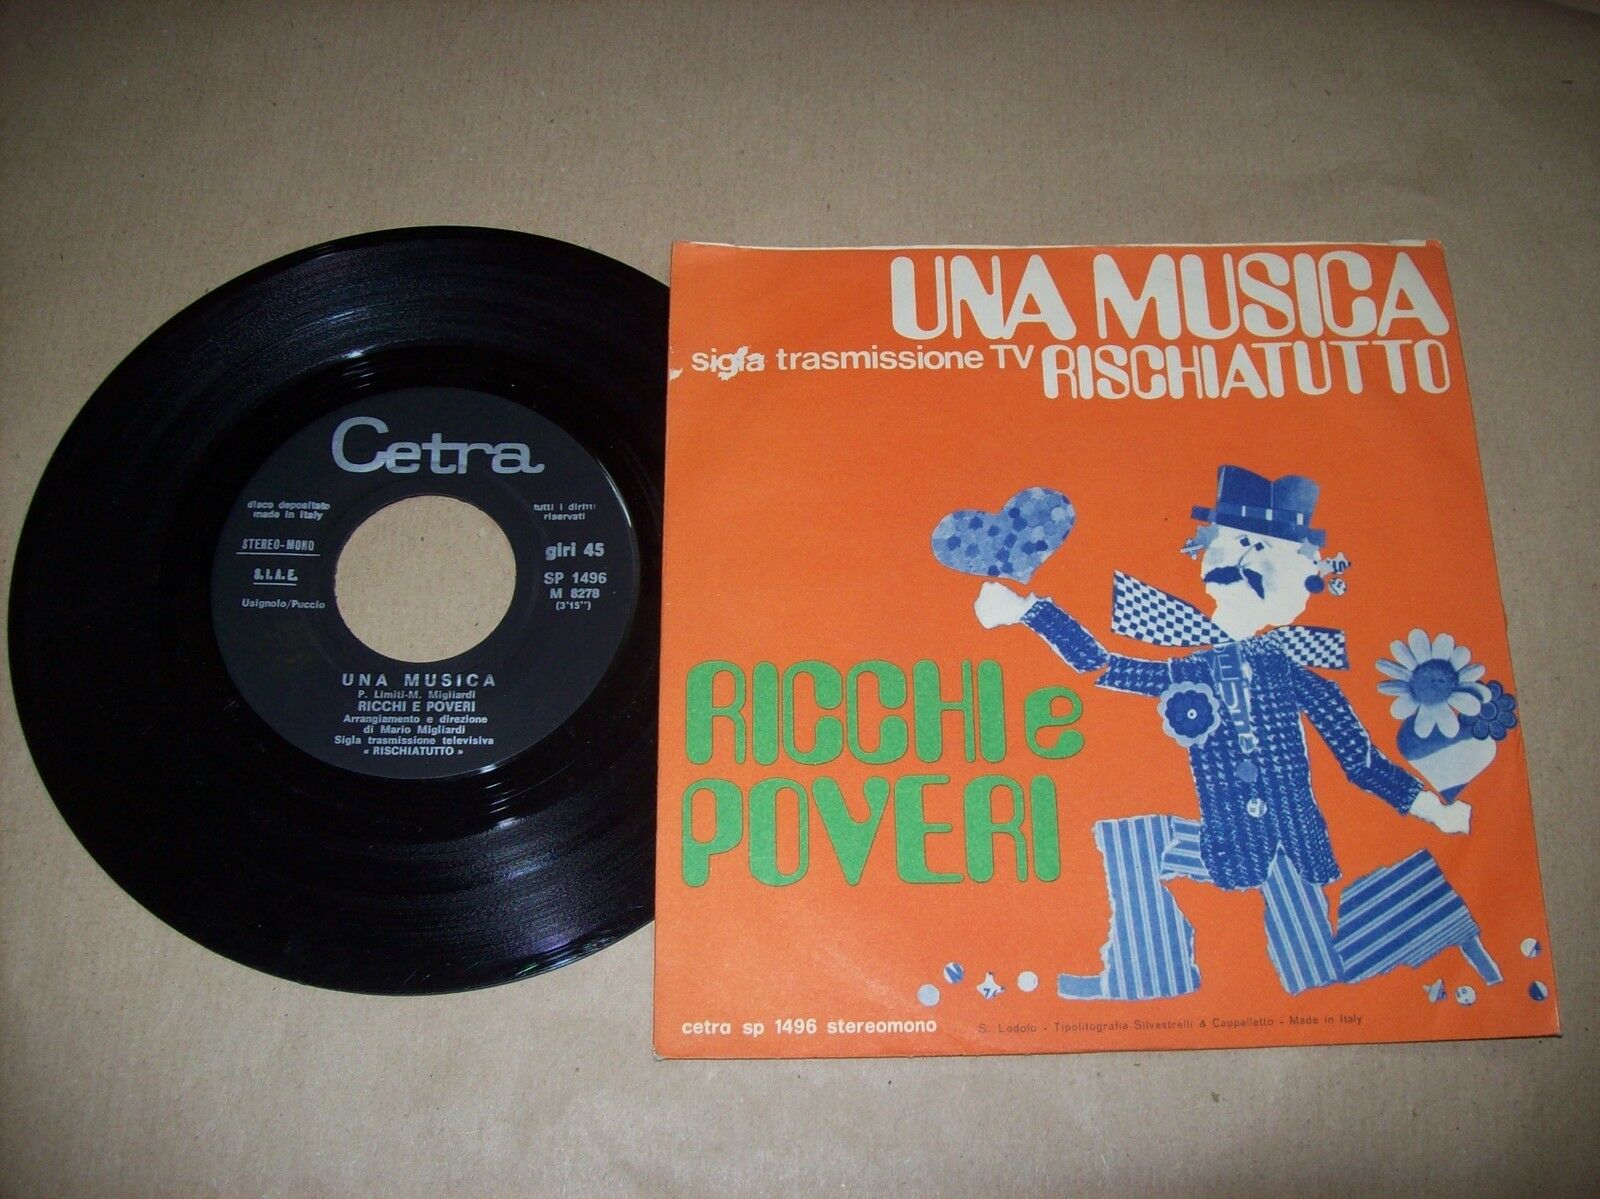 Cetra
disco depositato
made in Italy
tutti i diritti
riservati
STEREO-MONO
giri 45
S.I.A.E.
SP 1496
M 8278
(3'15'')
Usignolo/Puccio
UNA MUSICA
P. Limiti-M. Migliardi
RICCHI E POVERI
Arrangiamento e direzione
di Mario Migliardi
Sigla trasmissione televisiva
« RISCHIATUTTO »
UNA MUSICA
sigla trasmissione TV RISCHIATUTTO
RICCHI e
POVERI
cetra sp 1496 stereomono
S. Lodolo - Tipolitografia Silvestrelli & Cappelletto - Made in Italy